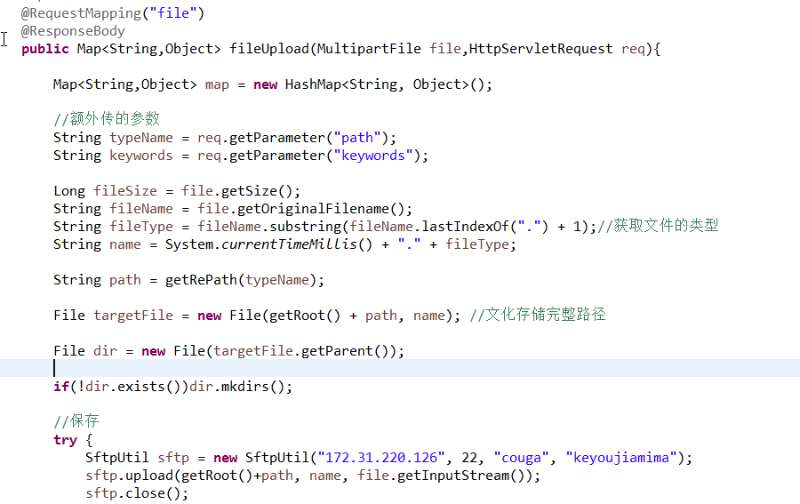 @RequestMapping("file")
@ResponseBody
public Map<String,Object> fileUpload(MultipartFile file,HttpServletRequest req){
Map<String,Object> map = new HashMap<String, Object>();
//额外传的参数
String typeName = req.getParameter("path");
String keywords = req.getParameter("keywords");
Long fileSize = file.getSize();
String fileName = file.getOriginalFilename();
String fileType = fileName.substring(fileName.lastIndexOf(".") + 1);//获取文件的类型
String name = System.currentTimeMillis() + "." + fileType;
String path = getRePath(typeName);
File targetFile = new File(getRoot() + path, name); //文化存储完整路径
File dir = new File(targetFile.getParent());
if(!dir.exists())dir.mkdirs();
//保存
try {
SftpUtil sftp = new SftpUtil("172.31.220.126", 22, "couga", "keyoujiamima");
sftp.upload(getRoot()+path, name, file.getInputStream());
sftp.close();